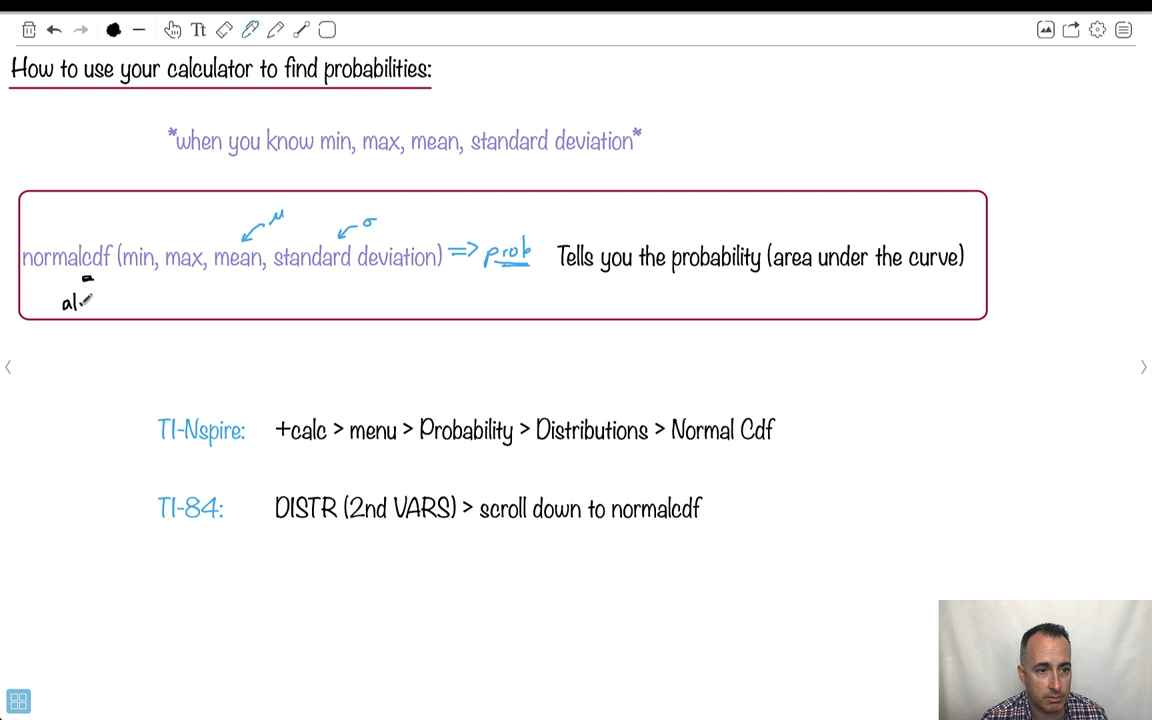 Tt
How to use your calculator to find probabilities:
*when you know min, max, mean, standard deviation*
μ σ
normalcdf (min, max, mean, standard deviation) => prob Tells you the probability (area under the curve)
al
TI-Nspire: +calc > menu > Probability > Distributions > Normal Cdf
TI-84: DISTR (2nd VARS) > scroll down to normalcdf